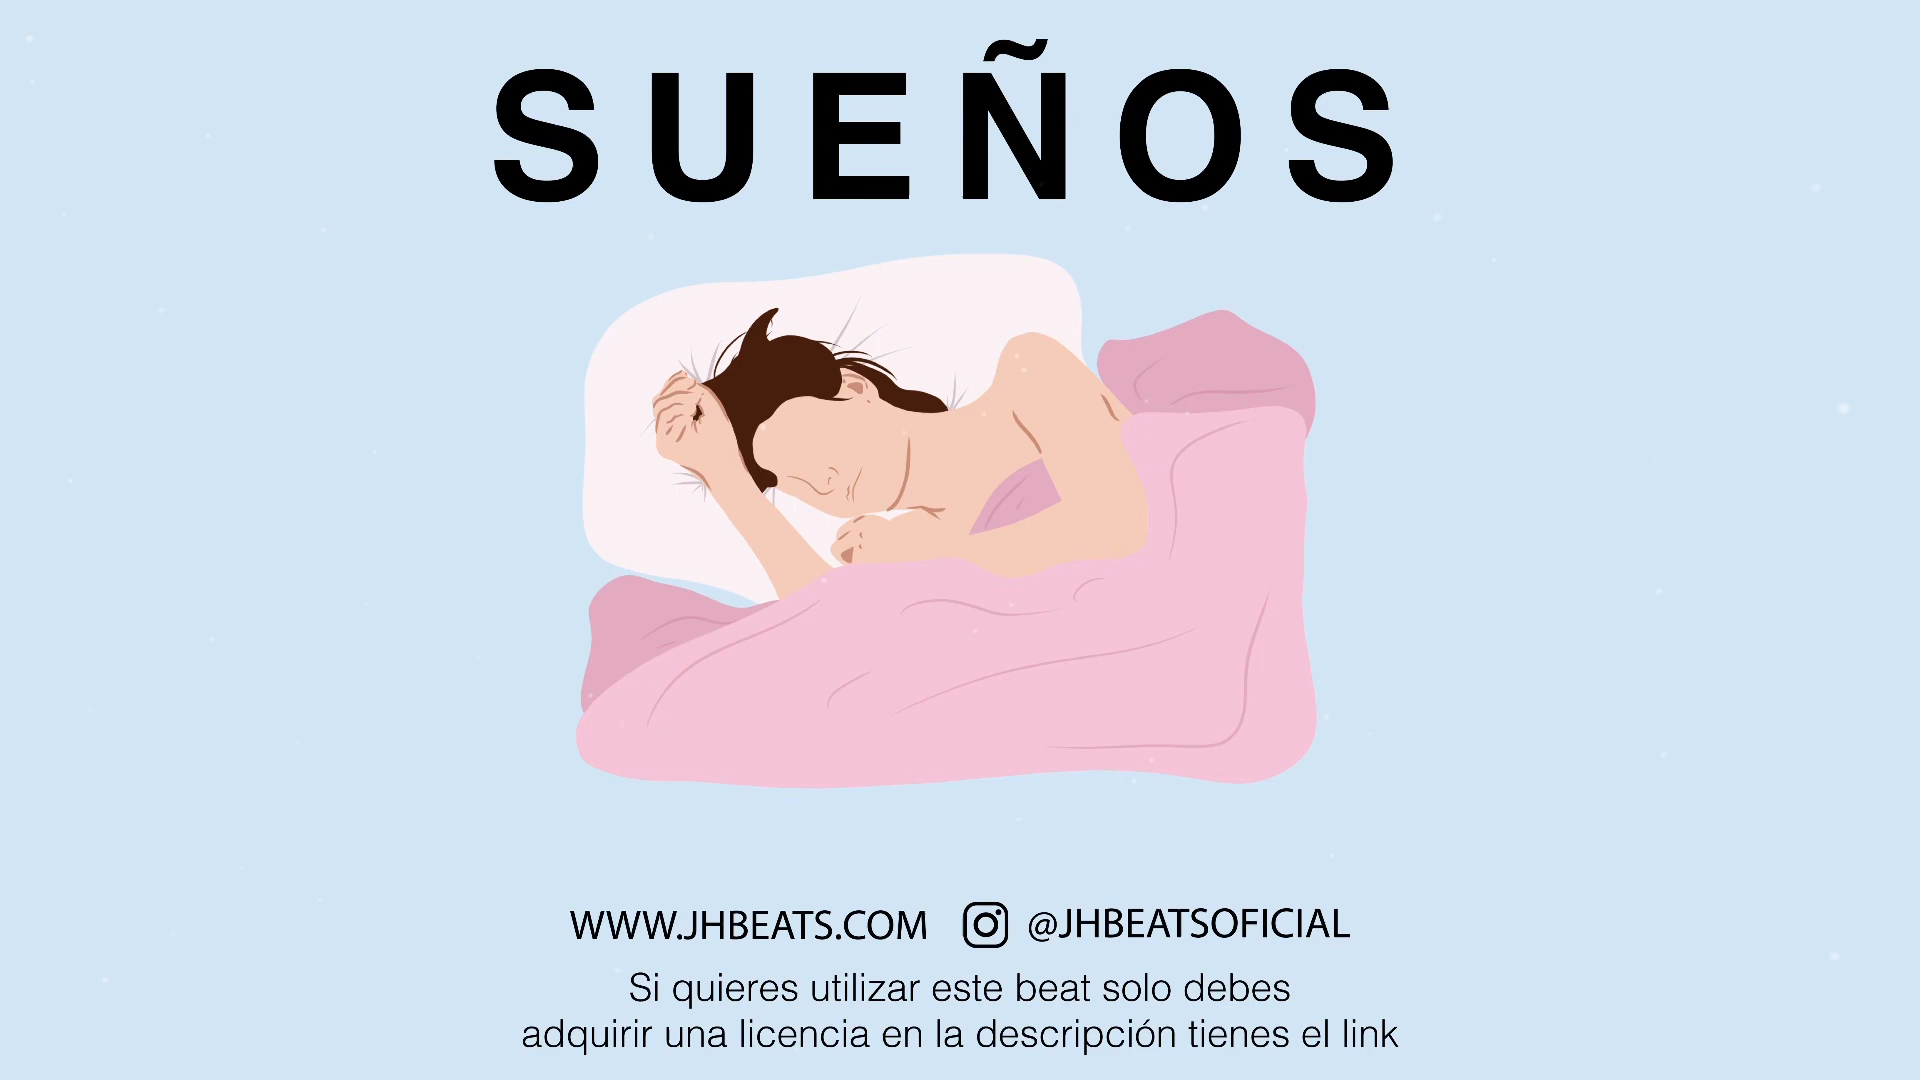 SUEÑOS
WWW.JHBEATS.COM @JHBEATSOFICIAL
Si quieres utilizar este beat solo debes
adquirir una licencia en la descripción tienes el link